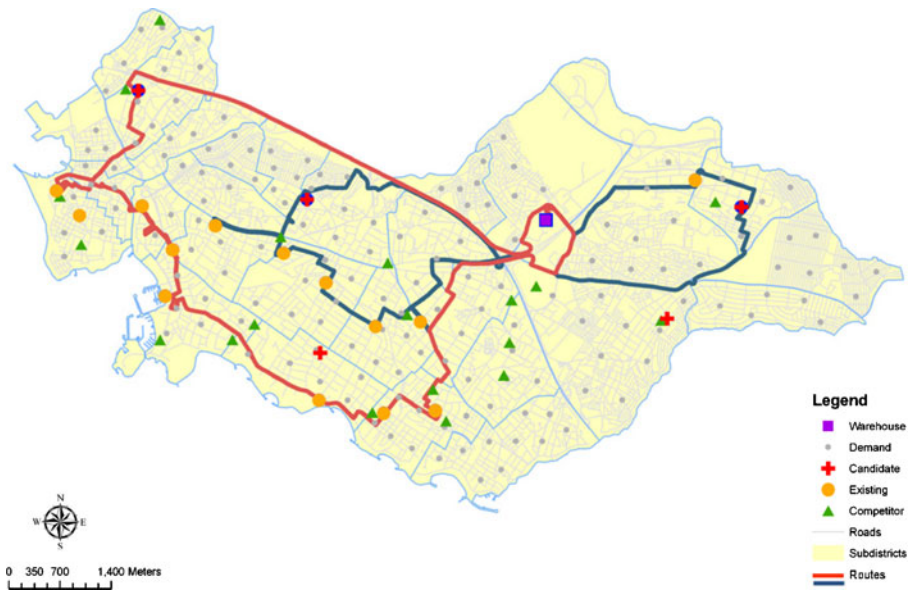 Legend
Warehouse
Demand
Candidate
Existing
Competitor
Roads
Subdistricts
Routes
N
W E
S
0 350 700 1,400 Meters